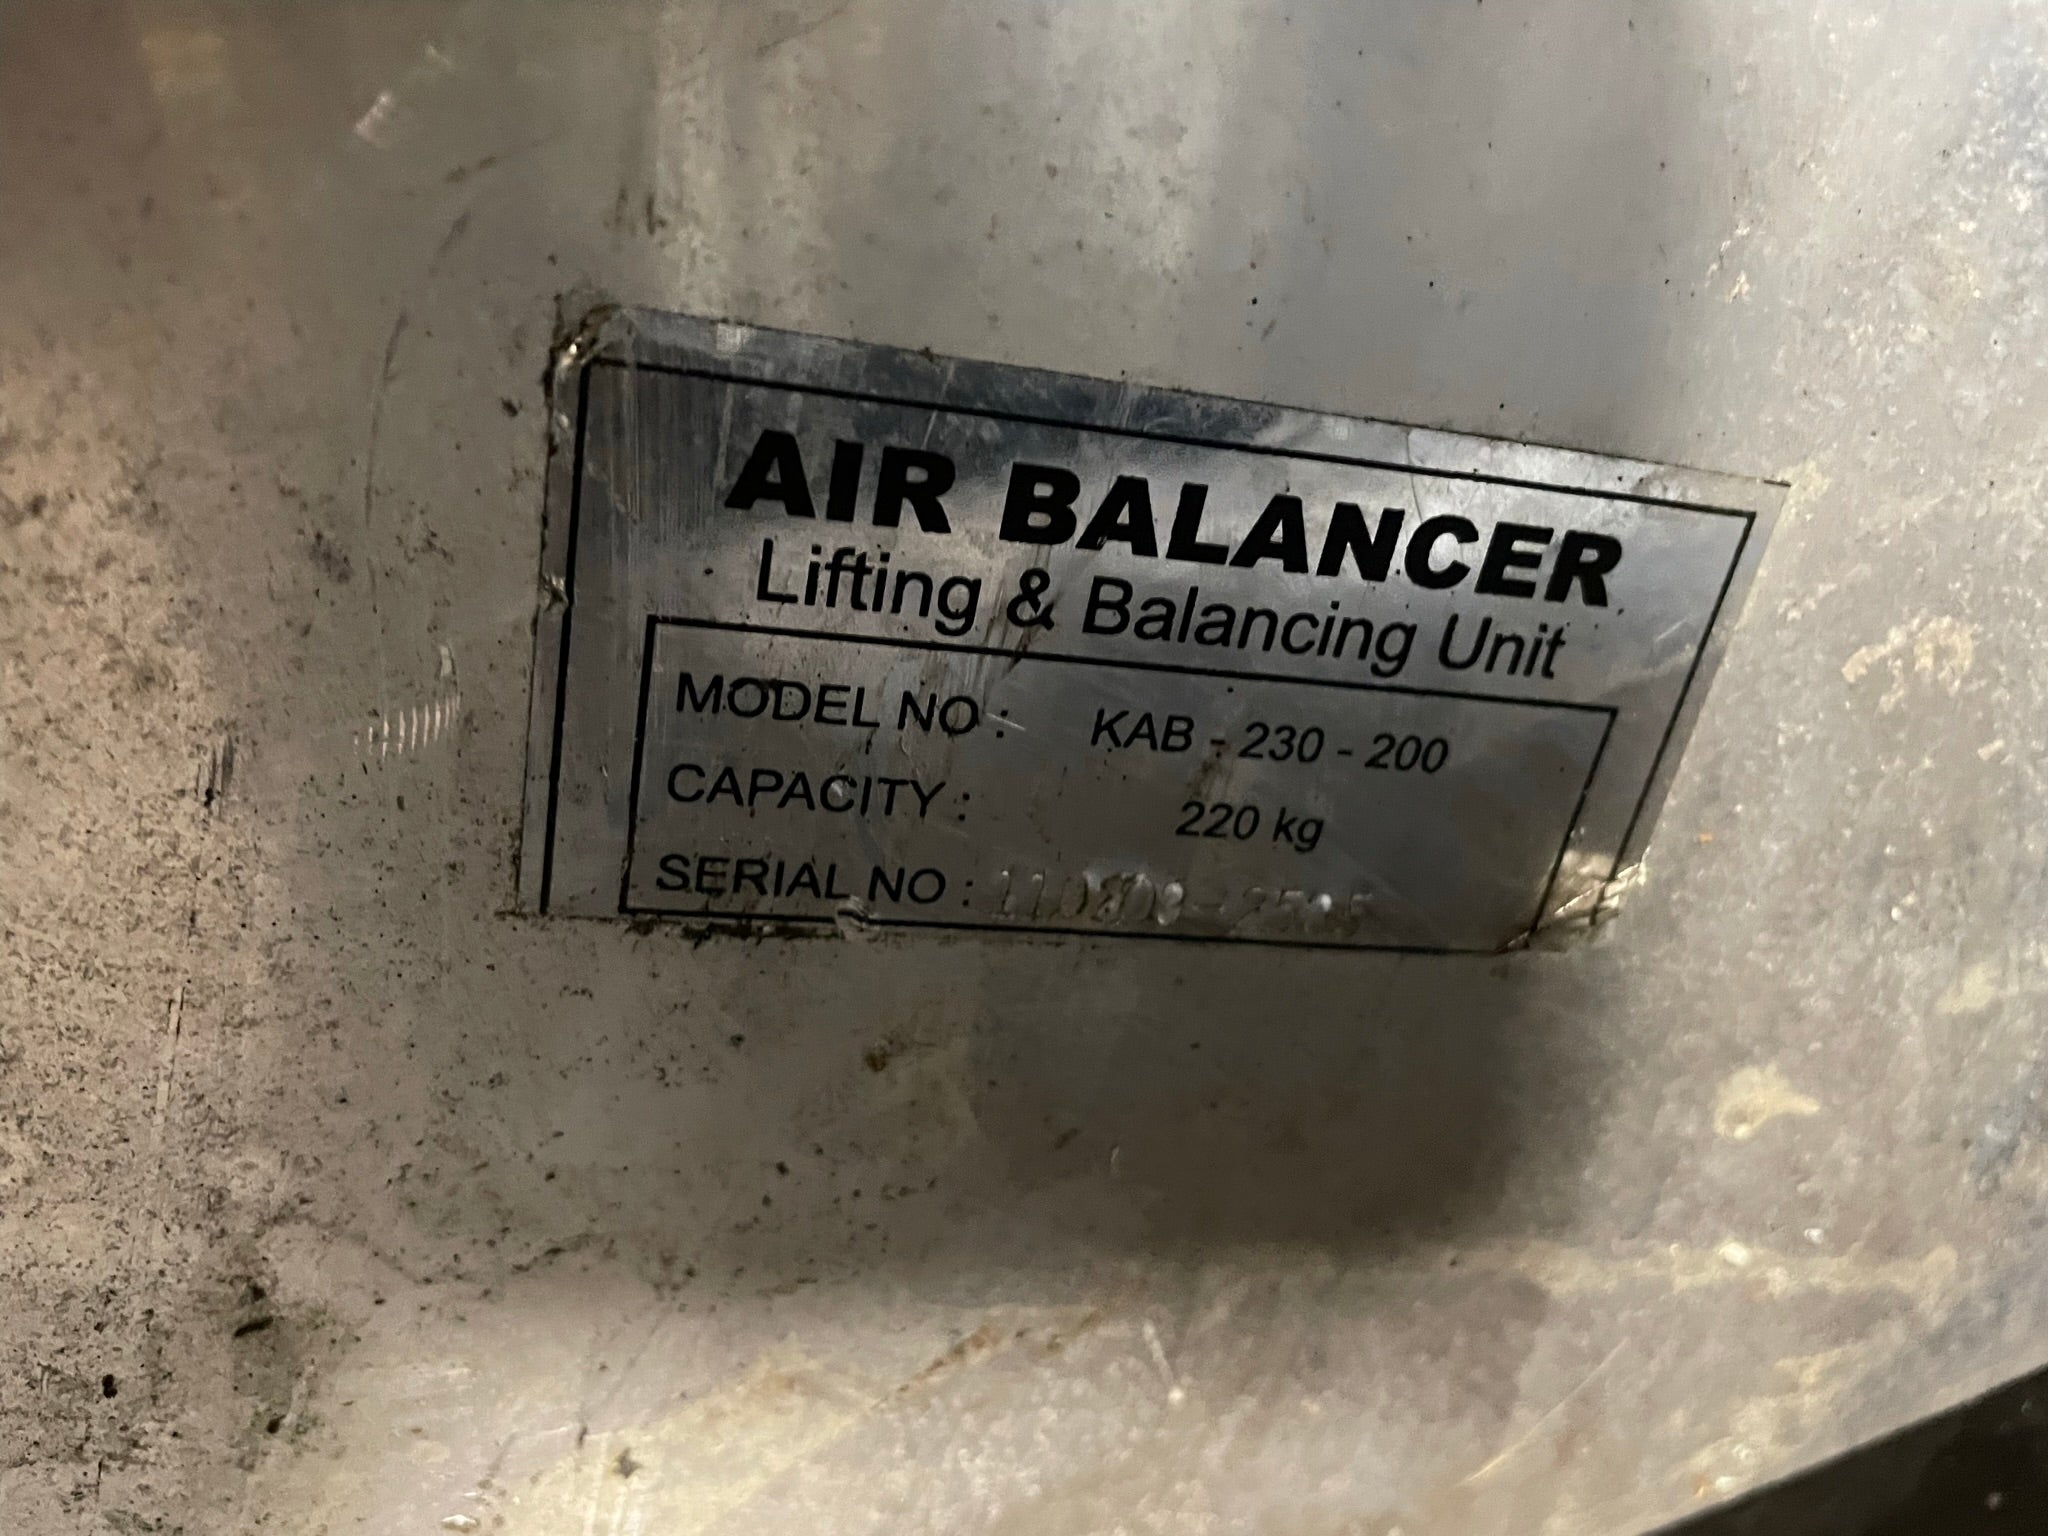 AIR BALANCER
Lifting & Balancing Unit
MODEL NO : KAB - 230 - 200
CAPACITY : 220 kg
SERIAL NO :